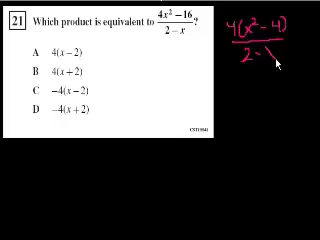 21 Which product is equivalent to 4x² − 16 / 2 − x ?
A 4(x − 2)
B 4(x + 2)
C −4(x − 2)
D −4(x + 2)
4(x² − 4)
2 -